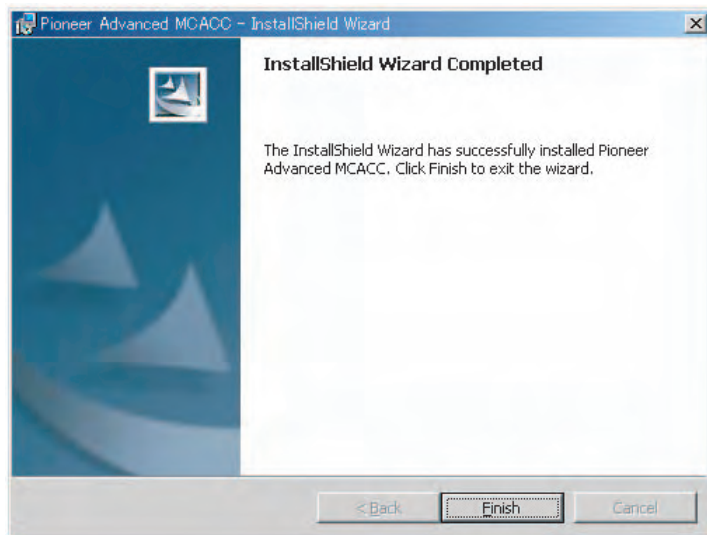 Pioneer Advanced MCACC - InstallShield Wizard
InstallShield Wizard Completed
The InstallShield Wizard has successfully installed Pioneer
Advanced MCACC. Click Finish to exit the wizard.
< Back
Finish
Cancel